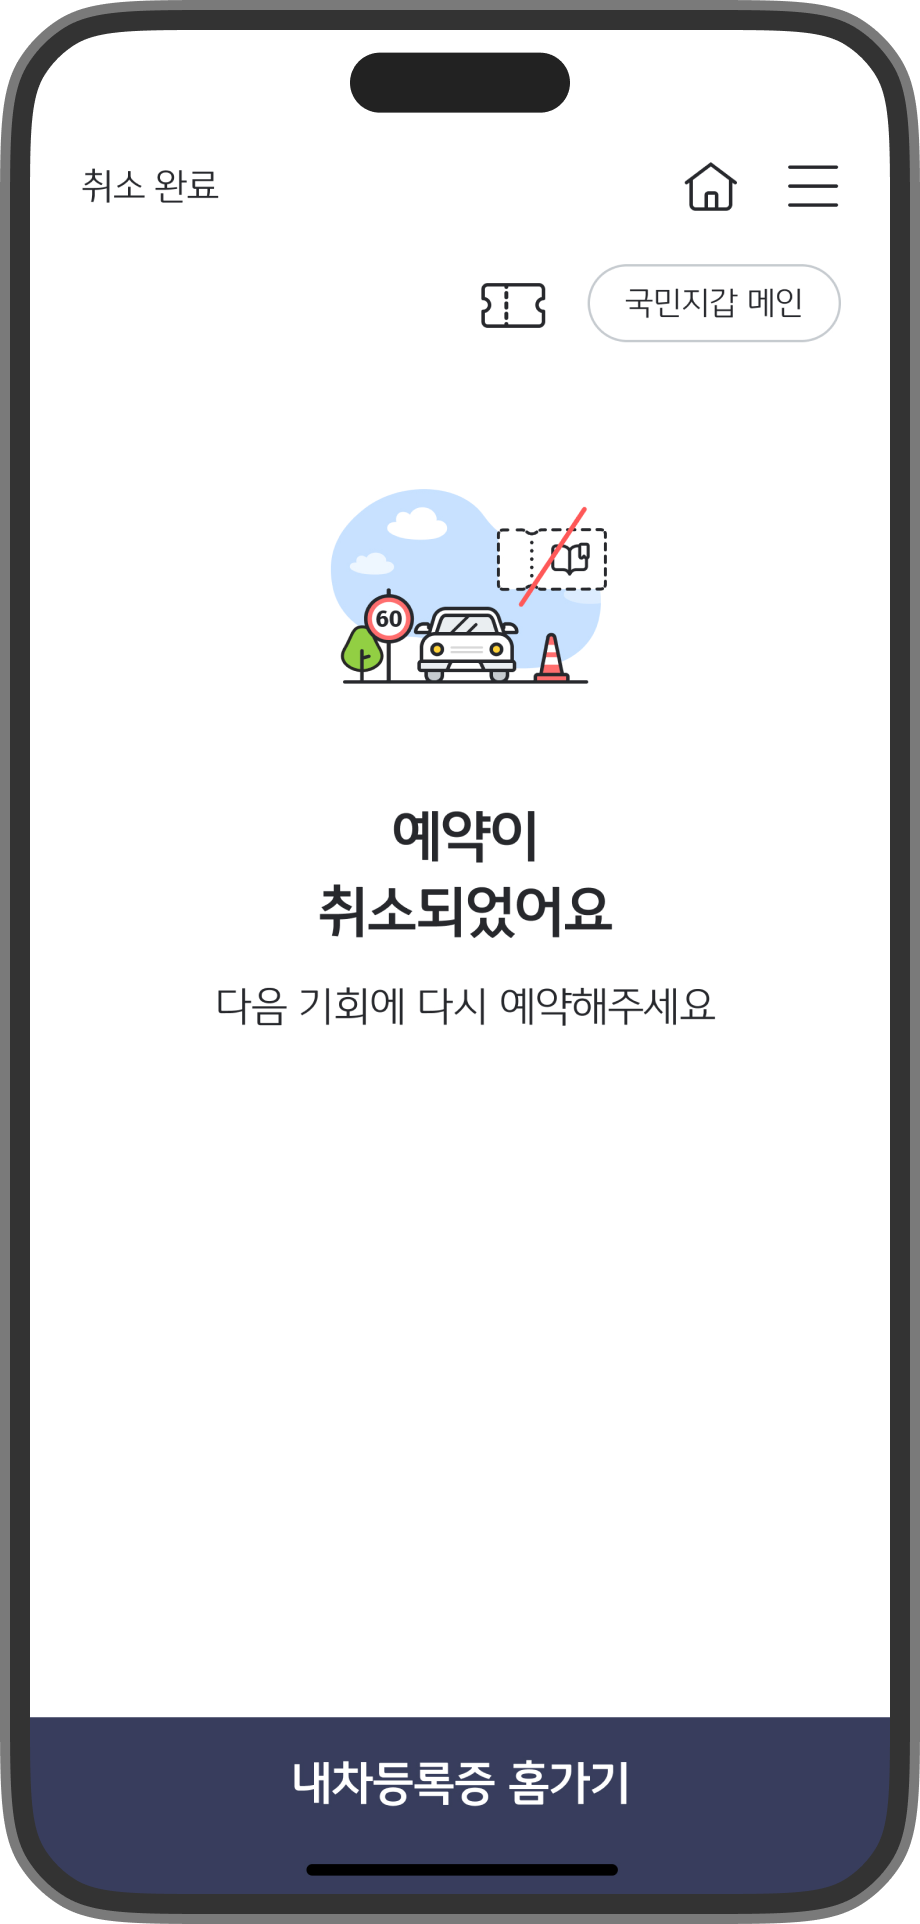 취소 완료
국민지갑 메인
60
예약이
취소되었어요
다음 기회에 다시 예약해주세요
내차등록증 홈가기